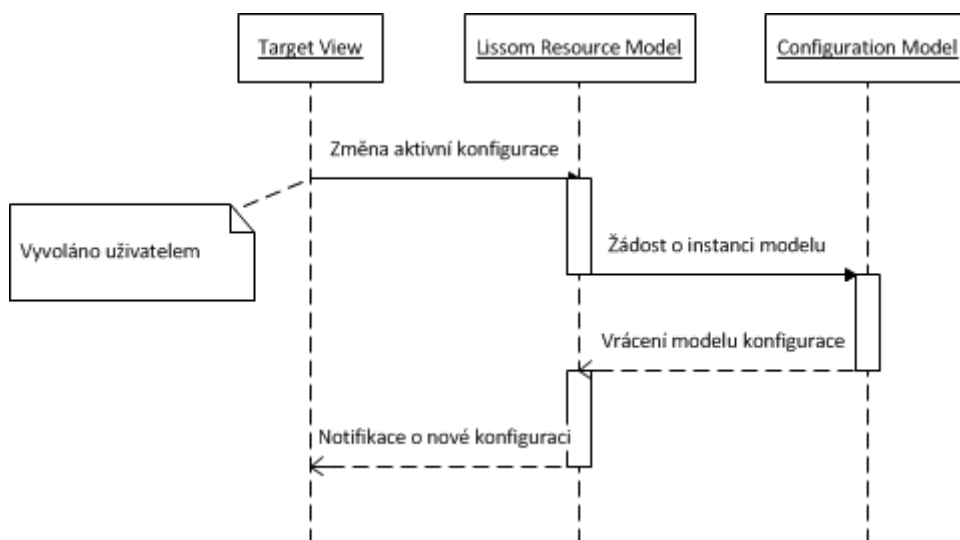 Target View
Lissom Resource Model
Configuration Model
Změna aktivní konfigurace
Vyvoláno uživatelem
Žádost o instanci modelu
Vrácení modelu konfigurace
Notifikace o nové konfiguraci